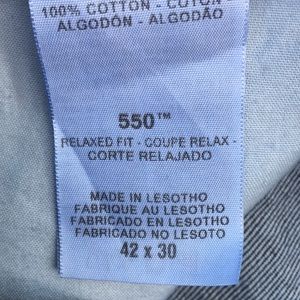 100% COTTON - COTON -
ALGODÓN - ALGODÃO
550™
RELAXED FIT - COUPE RELAX -
CORTE RELAJADO
MADE IN LESOTHO
FABRIQUE AU LESOTHO
FABRICADO EN LESOTHO
FABRICADO NO LESOTO
42 x 30